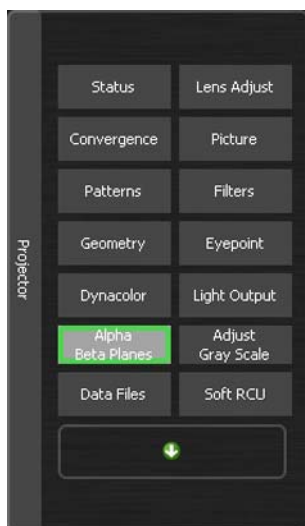 Projector
Status
Lens Adjust
Convergence
Picture
Patterns
Filters
Geometry
Eyepoint
Dynacolor
Light Output
Alpha
Beta Planes
Adjust
Gray Scale
Data Files
Soft RCU